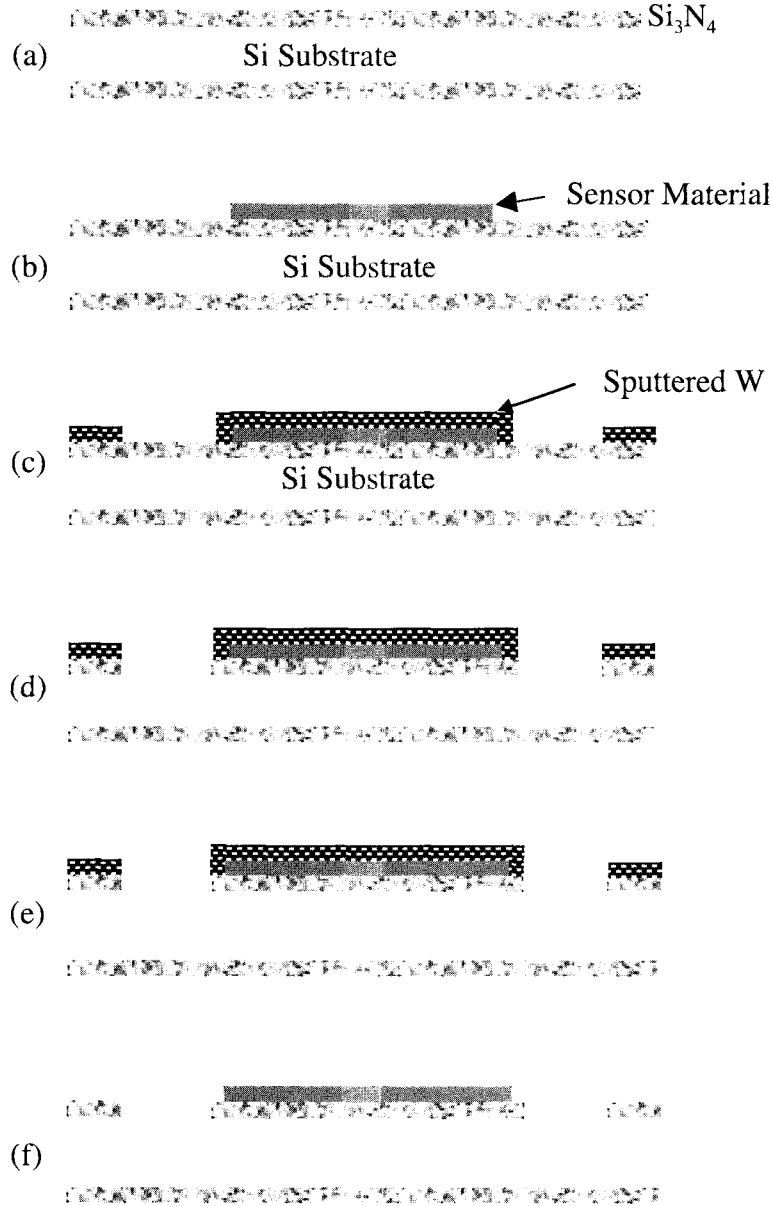 Si₃N₄
(a)
Si Substrate
Sensor Material
(b)
Si Substrate
Sputtered W
(c)
Si Substrate
(d)
(e)
(f)